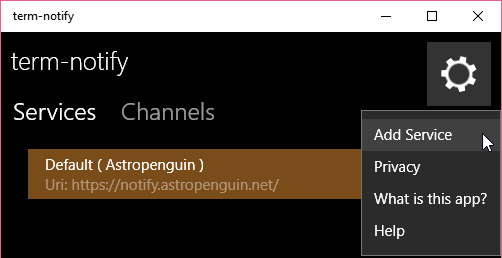 term-notify
term-notify
Services Channels
Add Service
Default ( Astropenguin )
Uri: https://notify.astropenguin.net/
Privacy
What is this app?
Help